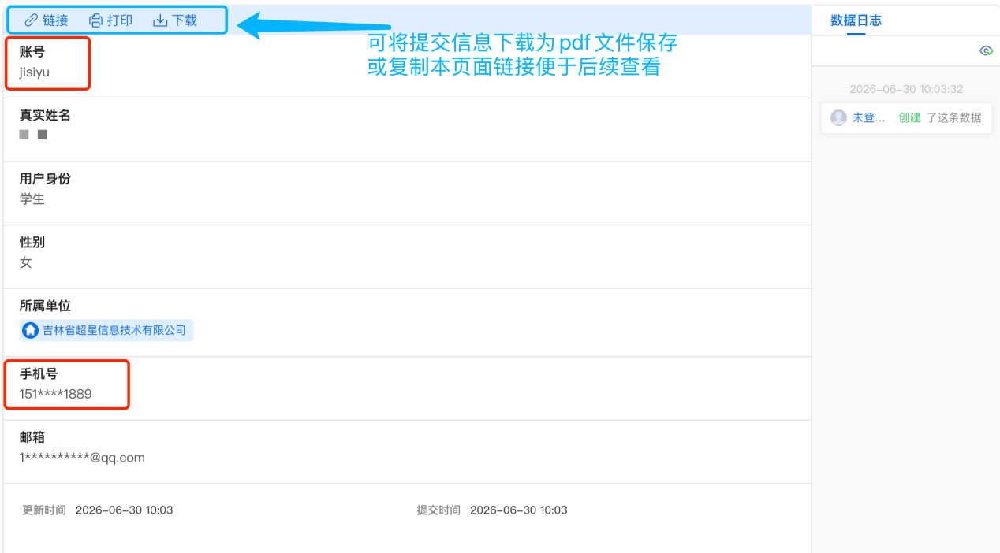 链接 打印 下载
数据日志
可将提交信息下载为pdf文件保存
或复制本页面链接便于后续查看
账号
jisiyu
2026-06-30 10:03:32
未登... 创建 了这条数据
真实姓名
用户身份
学生
性别
女
所属单位
吉林省超星信息技术有限公司
手机号
151****1889
邮箱
1**********@qq.com
更新时间 2026-06-30 10:03
提交时间 2026-06-30 10:03